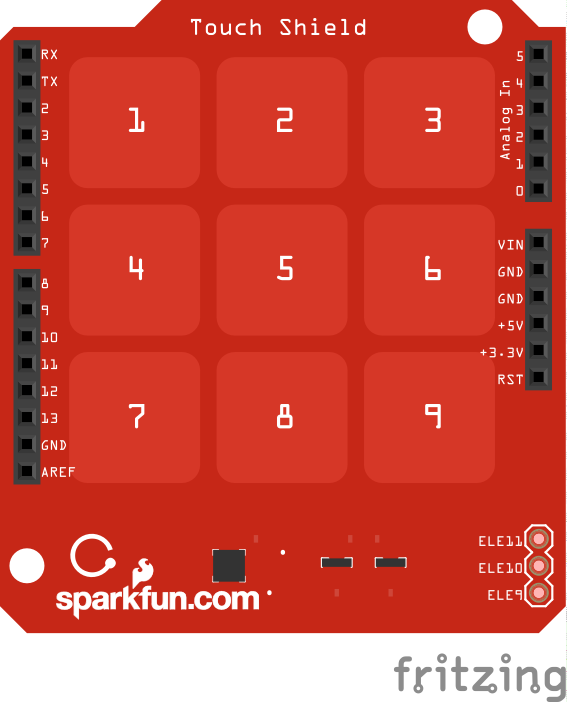 Touch Shield
RX
TX
2
3
4
5
6
7
8
9
10
11
12
13
GND
AREF
1
2
3
4
5
6
7
8
9
Analog In
5
4
3
2
1
0
VIN
GND
GND
+5V
+3.3V
RST
ELE11
ELE10
ELE9
sparkfun.com
fritzing